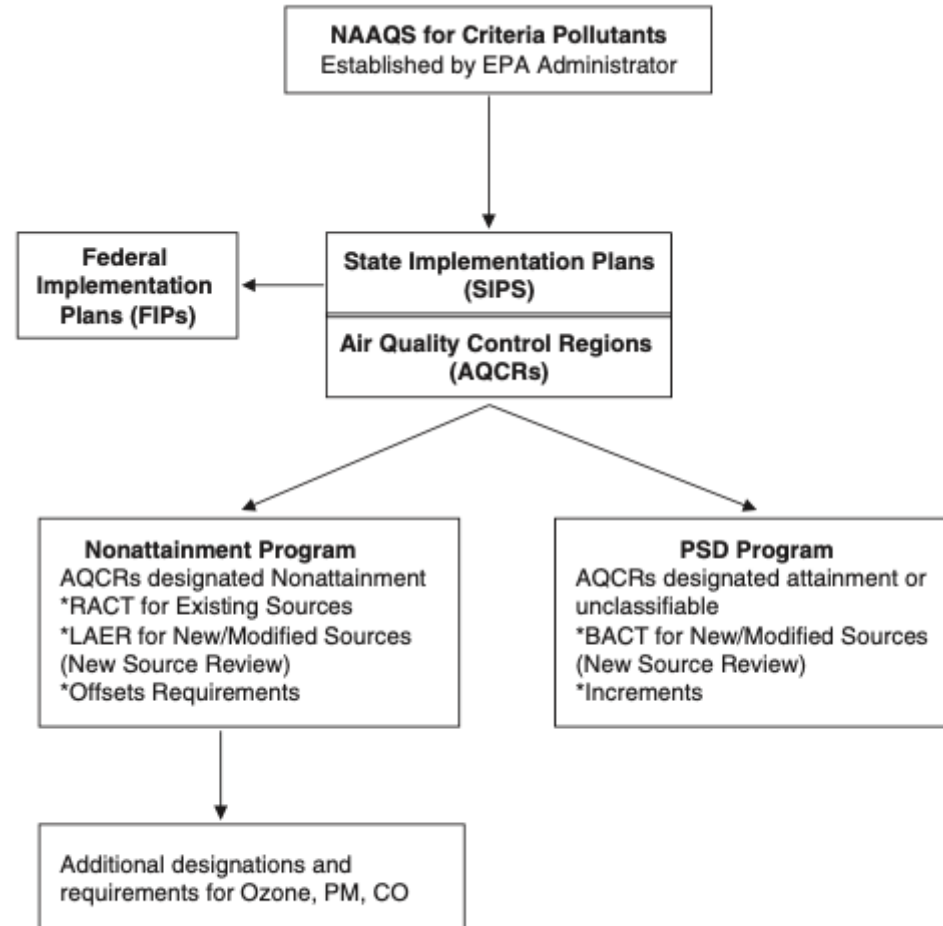 NAAQS for Criteria Pollutants
Established by EPA Administrator
Federal
Implementation
Plans (FIPs)
State Implementation Plans
(SIPS)
Air Quality Control Regions
(AQCRs)
Nonattainment Program
AQCRs designated Nonattainment
*RACT for Existing Sources
*LAER for New/Modified Sources
(New Source Review)
*Offsets Requirements
PSD Program
AQCRs designated attainment or
unclassifiable
*BACT for New/Modified Sources
(New Source Review)
*Increments
Additional designations and
requirements for Ozone, PM, CO